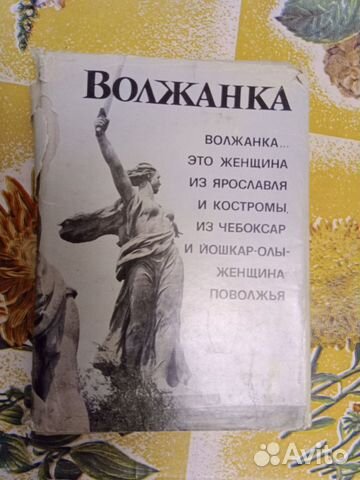 ВОЛЖАНКА
ВОЛЖАНКА...
ЭТО ЖЕНЩИНА
ИЗ ЯРОСЛАВЛЯ
И КОСТРОМЫ,
ИЗ ЧЕБОКСАР
И ЙОШКАР-ОЛЫ-
ЖЕНЩИНА
ПОВОЛЖЬЯ
Avito